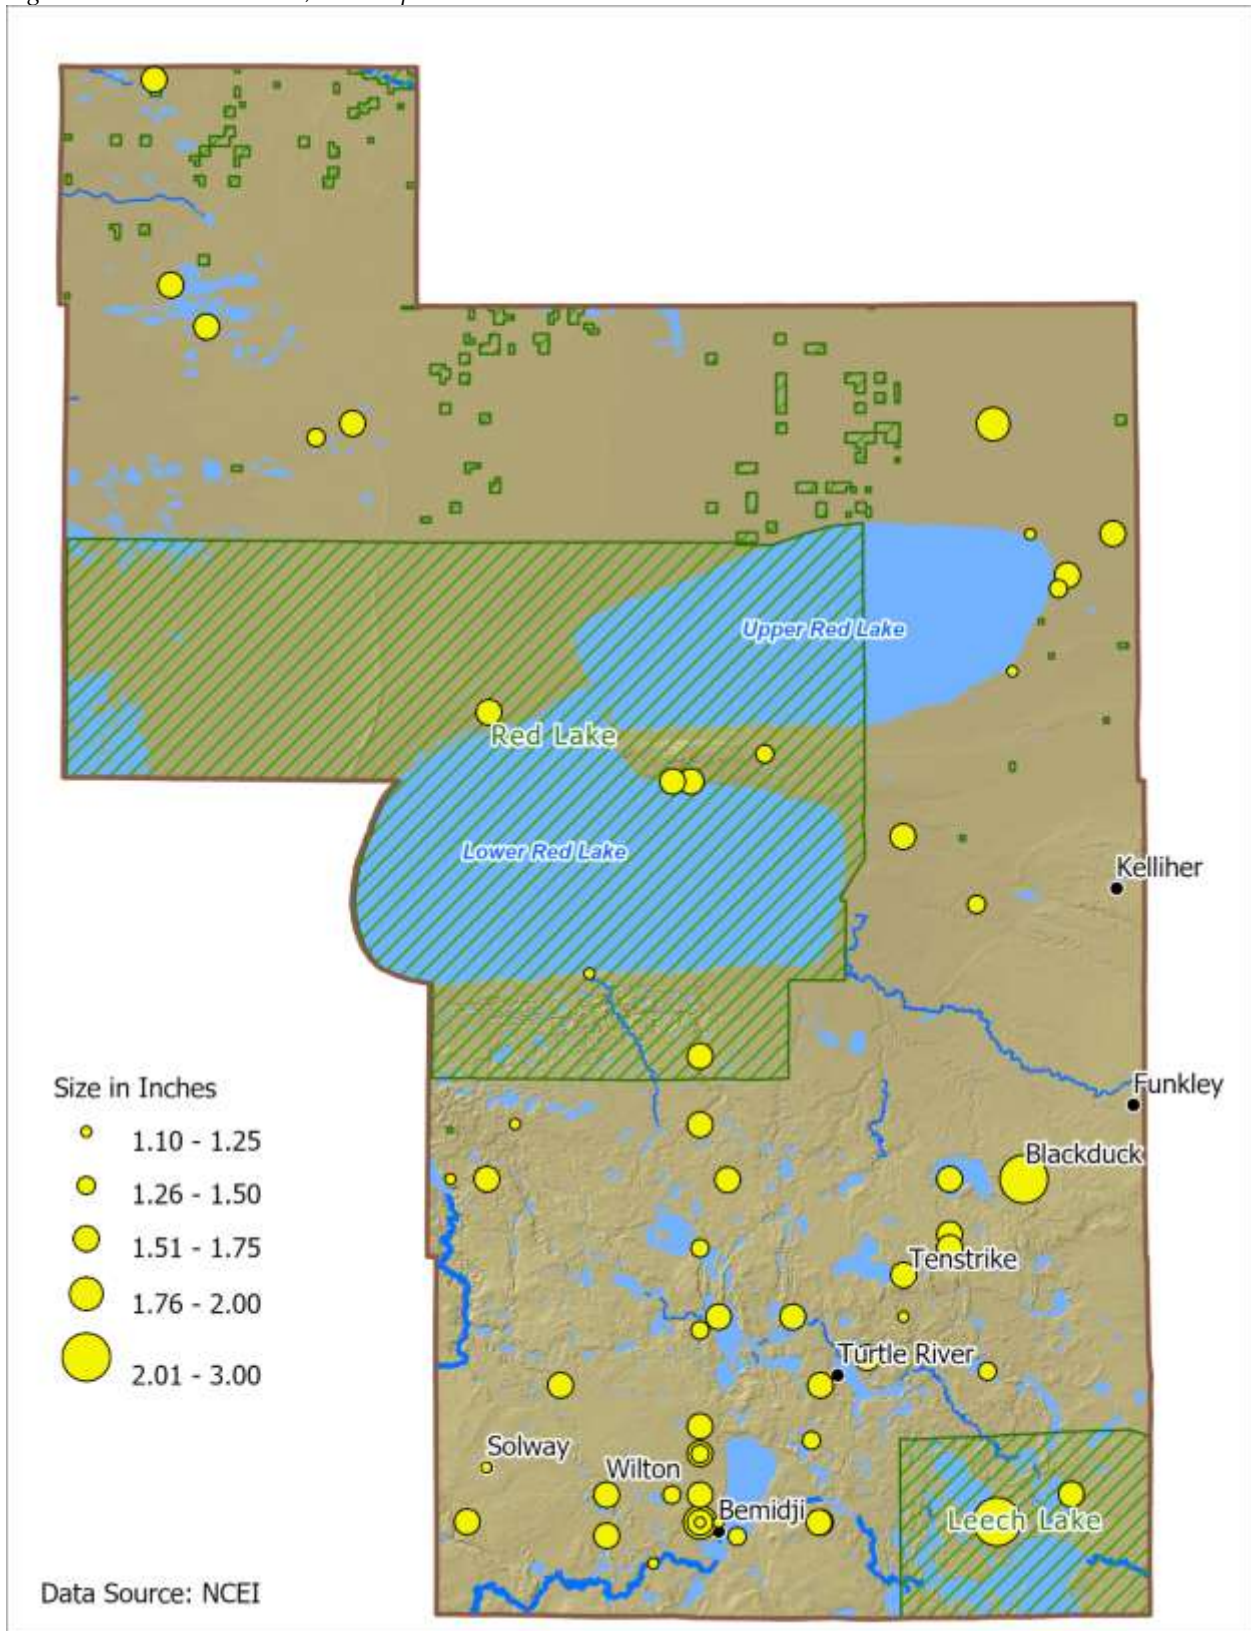 Upper Red Lake
Red Lake
Lower Red Lake
Kelliher
Funkley
Size in Inches
1.10 - 1.25
1.26 - 1.50
1.51 - 1.75
1.76 - 2.00
2.01 - 3.00
Blackduck
Tenstrike
Turtle River
Solway
Wilton
Bemidji
Leech Lake
Data Source: NCEI